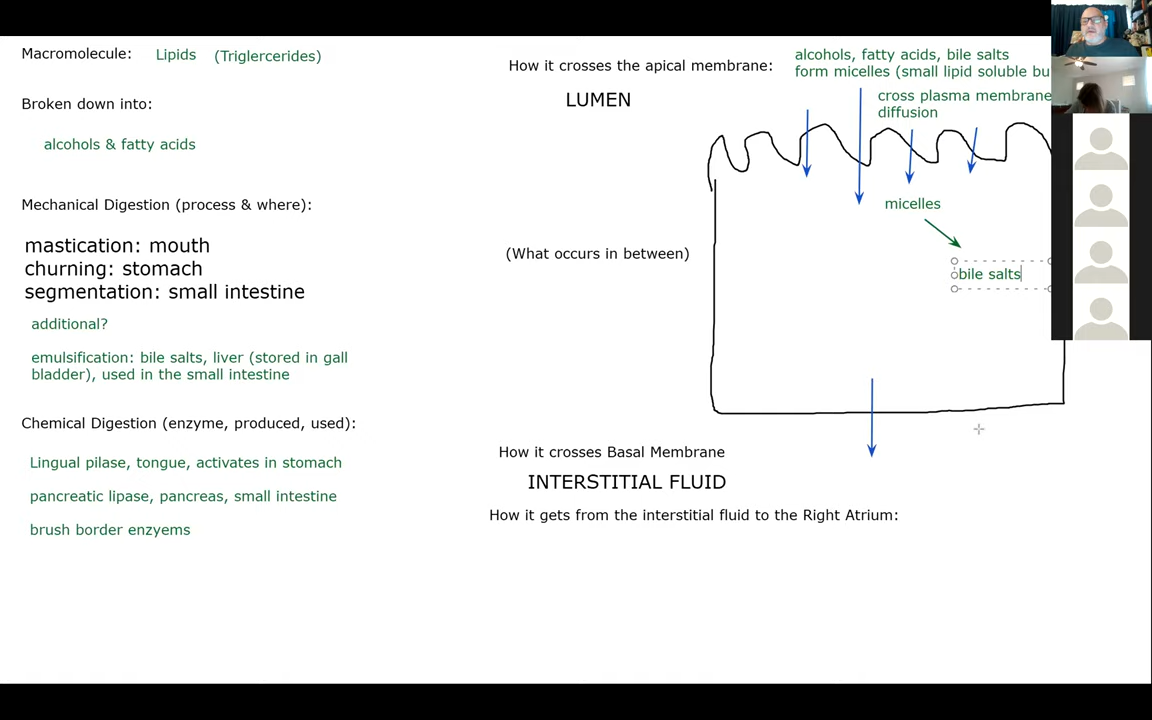 Macromolecule: Lipids (Triglercerides)
Broken down into:
alcohols & fatty acids
Mechanical Digestion (process & where):
mastication: mouth
churning: stomach
segmentation: small intestine
additional?
emulsification: bile salts, liver (stored in gall
bladder), used in the small intestine
Chemical Digestion (enzyme, produced, used):
Lingual pilase, tongue, activates in stomach
pancreatic lipase, pancreas, small intestine
brush border enzyems
How it crosses the apical membrane:
alcohols, fatty acids, bile salts
form micelles (small lipid soluble bu
LUMEN
cross plasma membrane
diffusion
micelles
(What occurs in between)
bile salts
How it crosses Basal Membrane
INTERSTITIAL FLUID
How it gets from the interstitial fluid to the Right Atrium: